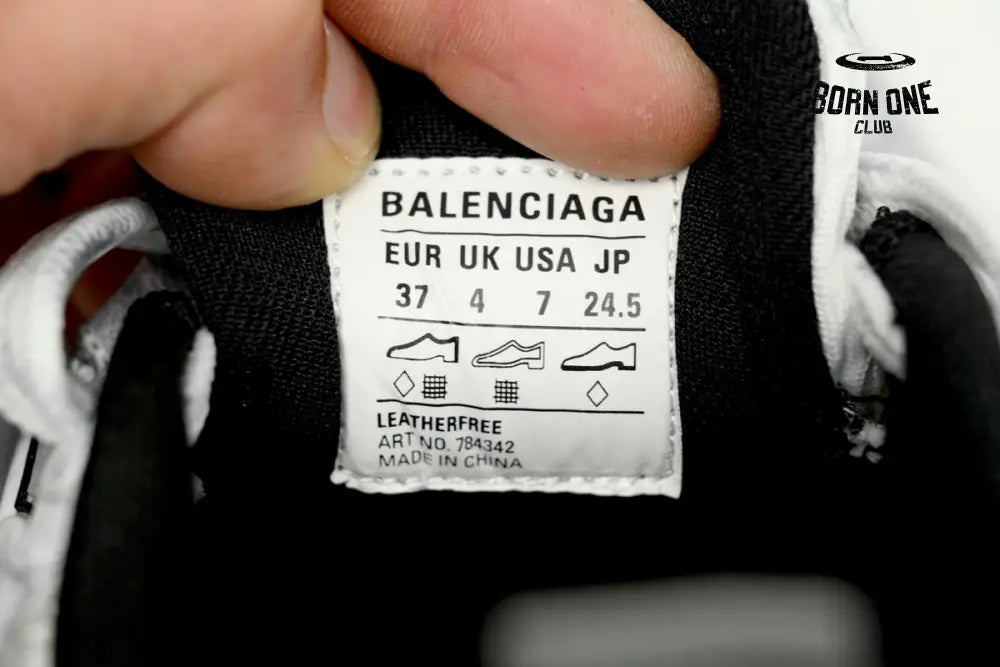 BORN ONE
CLUB
BALENCIAGA
EUR UK USA JP
37 4 7 24.5
LEATHERFREE
ART NO. 784342
MADE IN CHINA